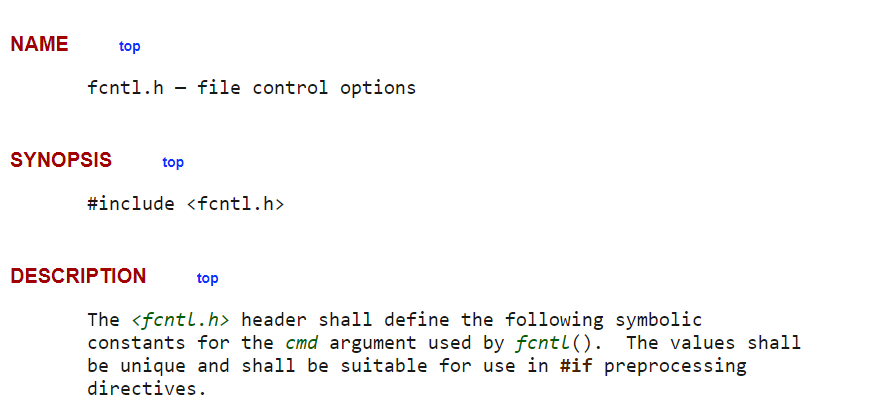 NAME top
fcntl.h — file control options
SYNOPSIS top
#include <fcntl.h>
DESCRIPTION top
The <fcntl.h> header shall define the following symbolic
constants for the cmd argument used by fcntl().  The values shall
be unique and shall be suitable for use in #if preprocessing
directives.